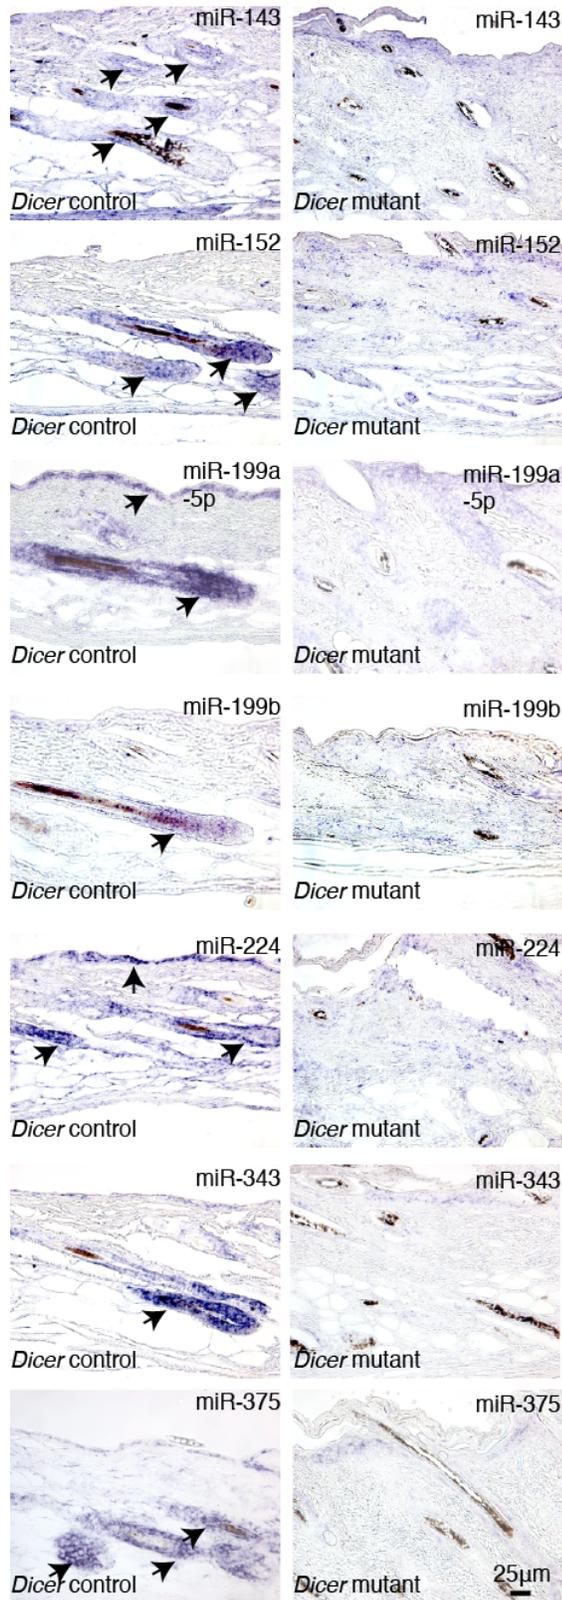 miR-143
Dicer control
miR-143
Dicer mutant
miR-152
Dicer control
miR-152
Dicer mutant
miR-199a
-5p
Dicer control
miR-199a
-5p
Dicer mutant
miR-199b
Dicer control
miR-199b
Dicer mutant
miR-224
Dicer control
miR-224
Dicer mutant
miR-343
Dicer control
miR-343
Dicer mutant
miR-375
Dicer control
miR-375
25µm
Dicer mutant